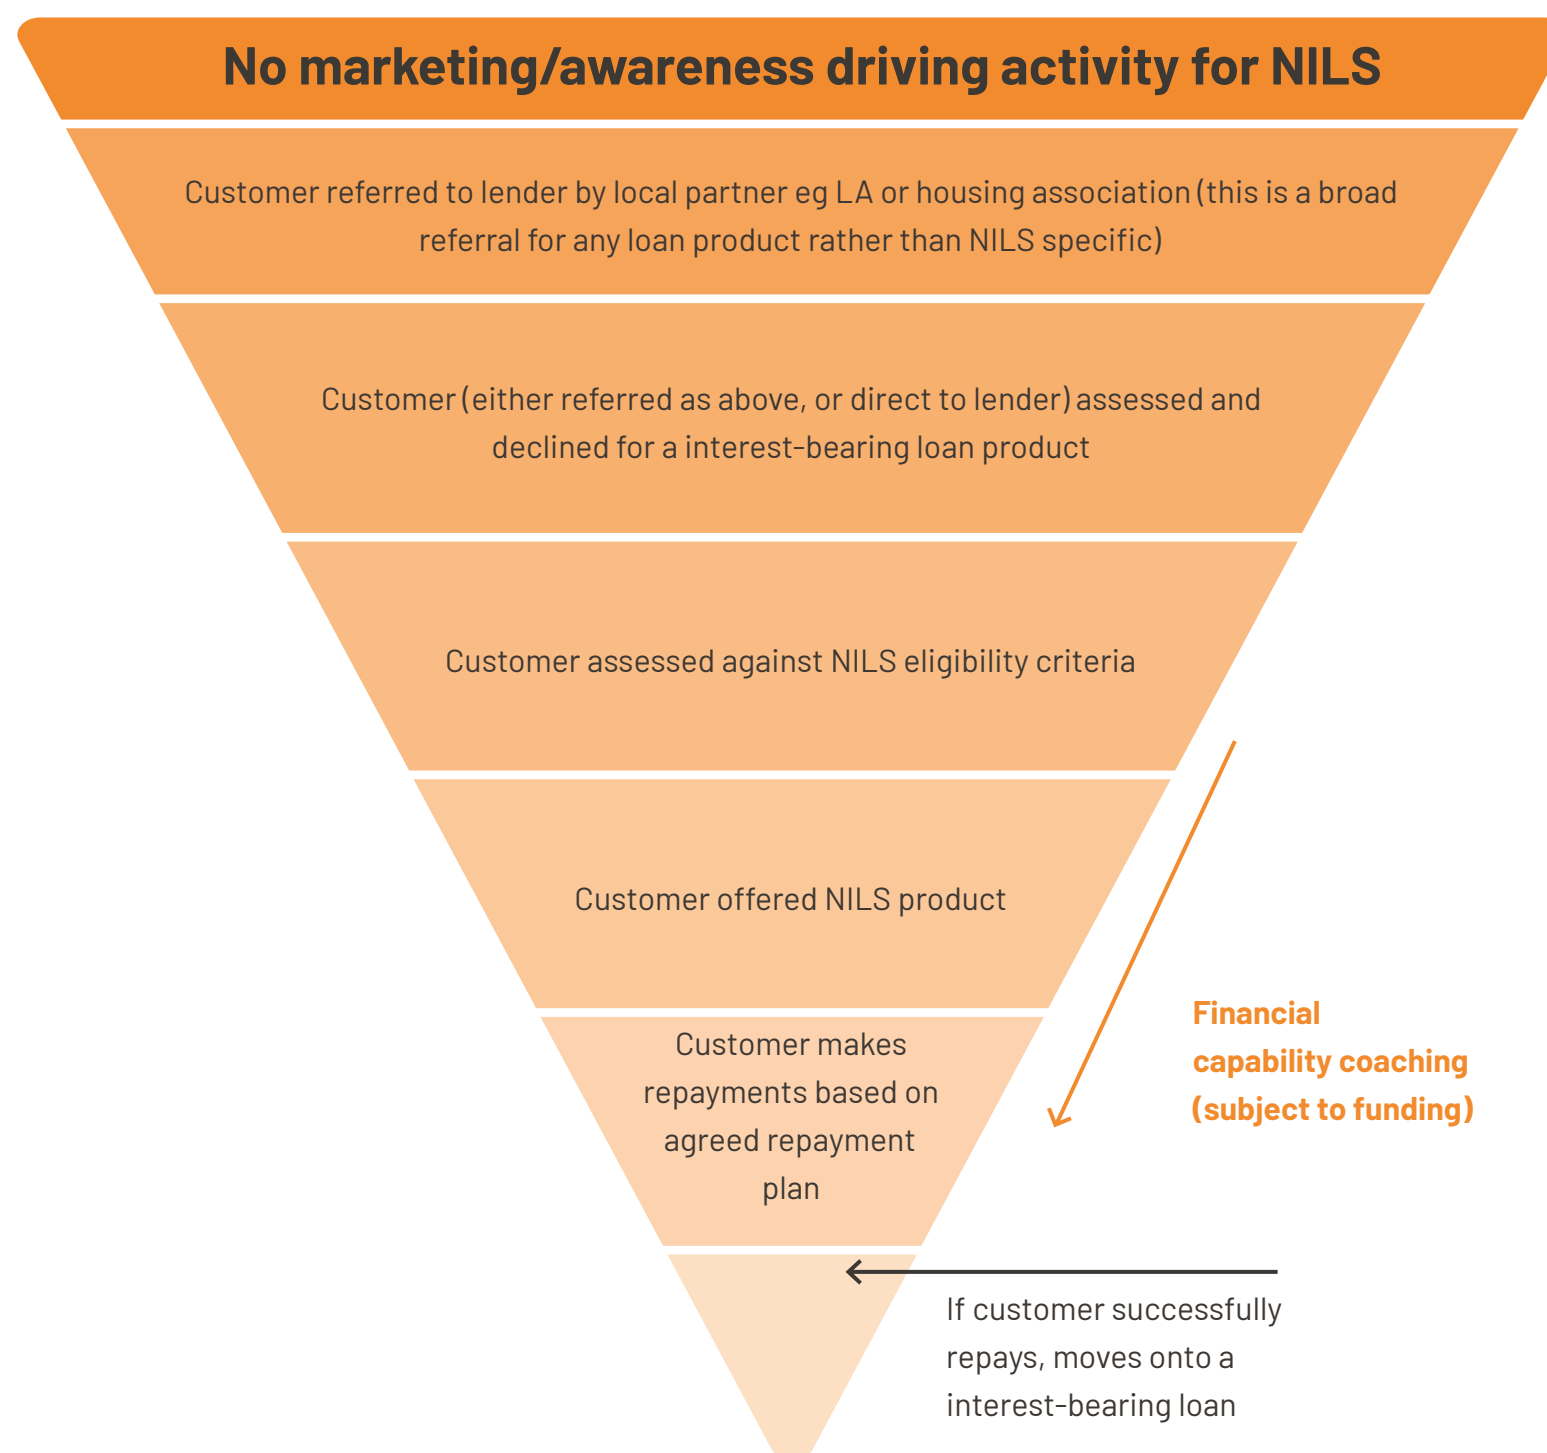 No marketing/awareness driving activity for NILS
Customer referred to lender by local partner eg LA or housing association (this is a broad
referral for any loan product rather than NILS specific)
Customer (either referred as above, or direct to lender) assessed and
declined for a interest-bearing loan product
Customer assessed against NILS eligibility criteria
Customer offered NILS product
Financial
capability coaching
(subject to funding)
Customer makes
repayments based on
agreed repayment
plan
If customer successfully
repays, moves onto a
interest-bearing loan